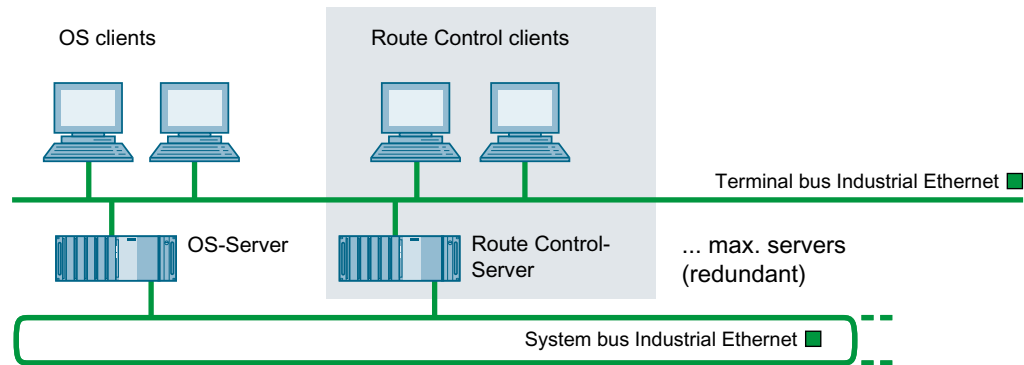 OS clients
Route Control clients
Terminal bus Industrial Ethernet
OS-Server
Route Control-
Server
... max. servers
(redundant)
System bus Industrial Ethernet